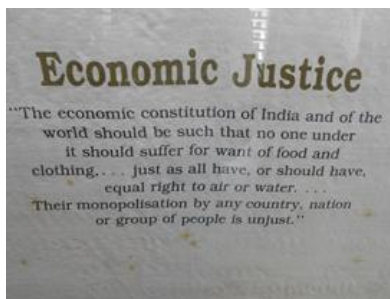 Economic Justice
"The economic constitution of India and of the
world should be such that no one under
it should suffer for want of food and
clothing. . . . just as all have, or should have,
equal right to air or water. . . .
Their monopolisation by any country, nation
or group of people is unjust."